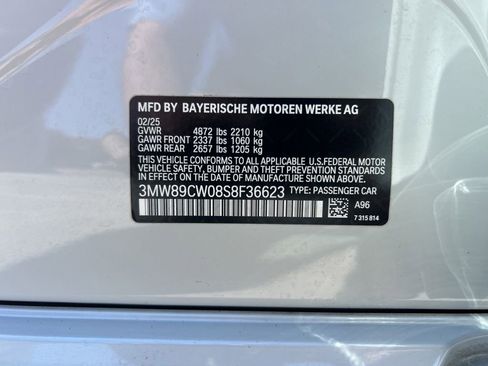 MFD BY BAYERISCHE MOTOREN WERKE AG
02/25
GVWR 4872 lbs 2210 kg
GAWR FRONT 2337 lbs 1060 kg
GAWR REAR 2657 lbs 1205 kg
THIS VEHICLE CONFORMS TO ALL APPLICABLE U.S.FEDERAL MOTOR
VEHICLE SAFETY, BUMPER AND THEFT PREVENTION STANDARDS
IN EFFECT ON THE DATE OF MANUFACTURE SHOWN ABOVE.
3MW89CW08S8F36623 TYPE: PASSENGER CAR
A96
7 315 814